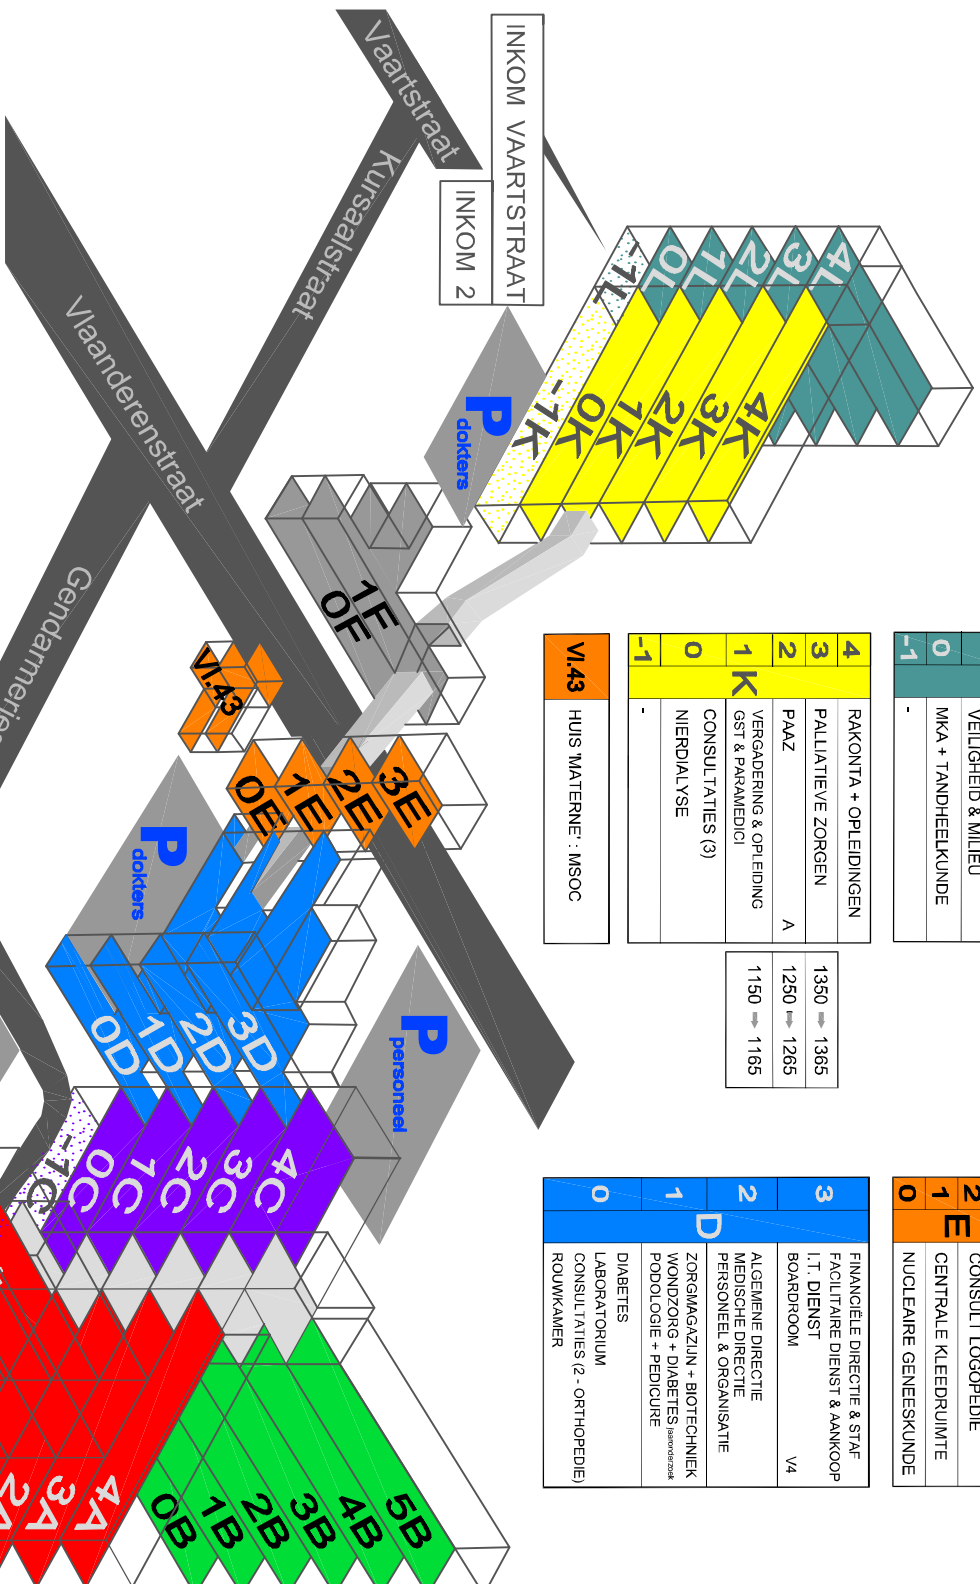 Vaartstraat
Kursaalstraat
Vlaanderenstraat
INKOM VAARTSTRAAT
INKOM 2
-1L
0L
1L
2L
3L
4L
-1K
0K
1K
2K
3K
4K
P
dokters
1F
0F
VI.43
0E
1E
2E
3E
P
dokters
P
personeel
0D
1D
2D
3D
-1C
0C
1C
2C
3C
4C
2A
3A
4A
0B
1B
2B
3B
4B
5B
VEILIGHEID & MILIEU
0 MKA + TANDHEELKUNDE
-1 -
K
4 RAKONTA + OPLEIDINGEN
3 PALLIATIEVE ZORGEN 1350 → 1365
2 PAAZ A 1250 → 1265
1 VERGADERING & OPLEIDING 1150 → 1165
GST & PARAMEDICI
0 CONSULTATIES (3)
NIERDIALYSE
-1 -
VI.43 HUIS 'MATERNE' : MSOC
E
2 CONSULT LOGOPEDIE
1 CENTRALE KLEEDRUIMTE
0 NUCLEAIRE GENEESKUNDE
D
3 FINANCIËLE DIRECTIE & STAF
FACILITAIRE DIENST & AANKOOP
I.T. DIENST
BOARDROOM V4
2 ALGEMENE DIRECTIE
MEDISCHE DIRECTIE
PERSONEEL & ORGANISATIE
1 ZORGMAGAZIJN + BIOTECHNIEK
WONDZORG + DIABETES jaaronderzoek
PODOLOGIE + PEDICURE
0 DIABETES
LABORATORIUM
CONSULTATIES (2 - ORTHOPEDIE)
ROUWKAMER